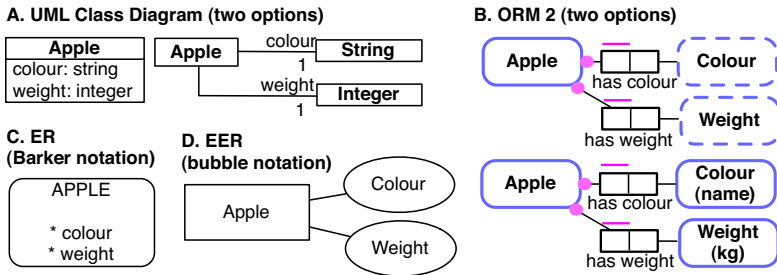 A. UML Class Diagram (two options)
Apple
colour: string
weight: integer
Apple
colour
1
String
weight
1
Integer
B. ORM 2 (two options)
Apple
has colour
Colour
has weight
Weight
Apple
has colour
Colour
(name)
has weight
Weight
(kg)
C. ER
(Barker notation)
APPLE
* colour
* weight
D. EER
(bubble notation)
Apple
Colour
Weight